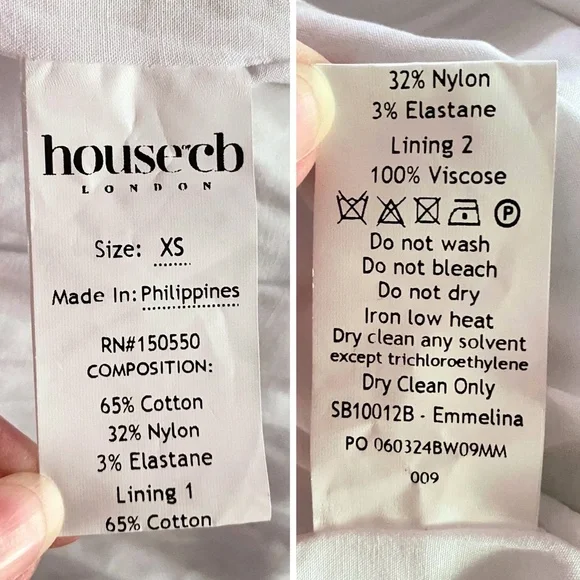 house cb
LONDON
Size: XS
Made In: Philippines
RN#150550
COMPOSITION:
65% Cotton
32% Nylon
3% Elastane
Lining 1
65% Cotton
32% Nylon
3% Elastane
Lining 2
100% Viscose
P
Do not wash
Do not bleach
Do not dry
Iron low heat
Dry clean any solvent
except trichloroethylene
Dry Clean Only
SB10012B - Emmelina
PO 060324BW09MM
009